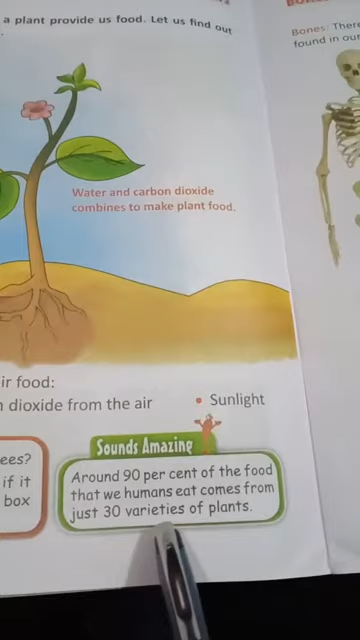 a plant provide us food. Let us find out
Bones: There
found in our
Water and carbon dioxide
combines to make plant food.
ir food:
dioxide from the air
• Sunlight
ees?
if it
box
Sounds Amazing
Around 90 per cent of the food
that we humans eat comes from
just 30 varieties of plants.